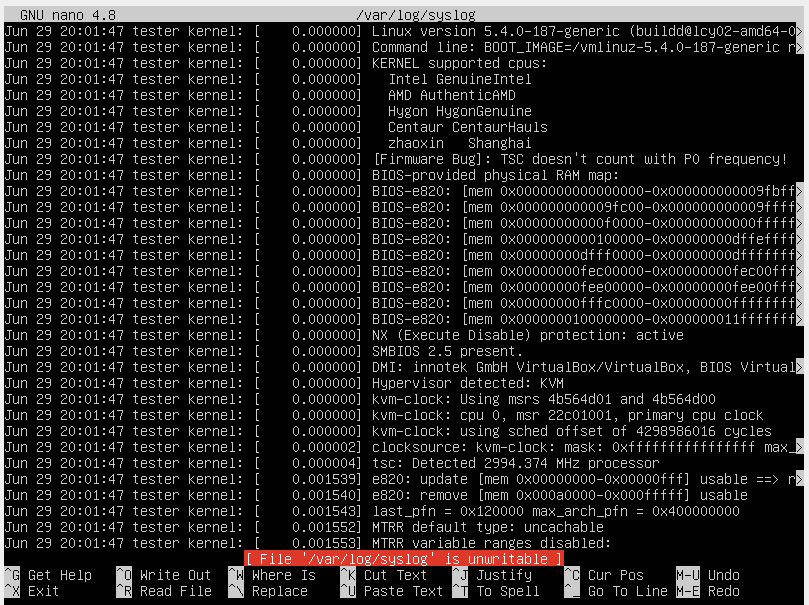 GNU nano 4.8 /var/log/syslog
Jun 29 20:01:47 tester kernel: [    0.000000] Linux version 5.4.0-187-generic (buildd@lcy02-amd64-0>
Jun 29 20:01:47 tester kernel: [    0.000000] Command line: BOOT_IMAGE=/vmlinuz-5.4.0-187-generic r>
Jun 29 20:01:47 tester kernel: [    0.000000] KERNEL supported cpus:
Jun 29 20:01:47 tester kernel: [    0.000000]   Intel GenuineIntel
Jun 29 20:01:47 tester kernel: [    0.000000]   AMD AuthenticAMD
Jun 29 20:01:47 tester kernel: [    0.000000]   Hygon HygonGenuine
Jun 29 20:01:47 tester kernel: [    0.000000]   Centaur CentaurHauls
Jun 29 20:01:47 tester kernel: [    0.000000]   zhaoxin   Shanghai
Jun 29 20:01:47 tester kernel: [    0.000000] [Firmware Bug]: TSC doesn't count with P0 frequency!
Jun 29 20:01:47 tester kernel: [    0.000000] BIOS-provided physical RAM map:
Jun 29 20:01:47 tester kernel: [    0.000000] BIOS-e820: [mem 0x0000000000000000-0x000000000009fbff>
Jun 29 20:01:47 tester kernel: [    0.000000] BIOS-e820: [mem 0x000000000009fc00-0x000000000009ffff>
Jun 29 20:01:47 tester kernel: [    0.000000] BIOS-e820: [mem 0x00000000000f0000-0x00000000000fffff>
Jun 29 20:01:47 tester kernel: [    0.000000] BIOS-e820: [mem 0x0000000000100000-0x00000000dffeffff>
Jun 29 20:01:47 tester kernel: [    0.000000] BIOS-e820: [mem 0x00000000dfff0000-0x00000000dfffffff>
Jun 29 20:01:47 tester kernel: [    0.000000] BIOS-e820: [mem 0x00000000fec00000-0x00000000fec00fff>
Jun 29 20:01:47 tester kernel: [    0.000000] BIOS-e820: [mem 0x00000000fee00000-0x00000000fee00fff>
Jun 29 20:01:47 tester kernel: [    0.000000] BIOS-e820: [mem 0x00000000fffc0000-0x00000000ffffffff>
Jun 29 20:01:47 tester kernel: [    0.000000] BIOS-e820: [mem 0x0000000100000000-0x000000011fffffff>
Jun 29 20:01:47 tester kernel: [    0.000000] NX (Execute Disable) protection: active
Jun 29 20:01:47 tester kernel: [    0.000000] SMBIOS 2.5 present.
Jun 29 20:01:47 tester kernel: [    0.000000] DMI: innotek GmbH VirtualBox/VirtualBox, BIOS Virtual>
Jun 29 20:01:47 tester kernel: [    0.000000] Hypervisor detected: KVM
Jun 29 20:01:47 tester kernel: [    0.000000] kvm-clock: Using msrs 4b564d01 and 4b564d00
Jun 29 20:01:47 tester kernel: [    0.000000] kvm-clock: cpu 0, msr 22c01001, primary cpu clock
Jun 29 20:01:47 tester kernel: [    0.000000] kvm-clock: using sched offset of 4298986016 cycles
Jun 29 20:01:47 tester kernel: [    0.000002] clocksource: kvm-clock: mask: 0xffffffffffffffff max_>
Jun 29 20:01:47 tester kernel: [    0.000004] tsc: Detected 2994.374 MHz processor
Jun 29 20:01:47 tester kernel: [    0.001539] e820: update [mem 0x00000000-0x00000fff] usable ==> r>
Jun 29 20:01:47 tester kernel: [    0.001540] e820: remove [mem 0x000a0000-0x000fffff] usable
Jun 29 20:01:47 tester kernel: [    0.001543] last_pfn = 0x120000 max_arch_pfn = 0x400000000
Jun 29 20:01:47 tester kernel: [    0.001552] MTRR default type: uncachable
Jun 29 20:01:47 tester kernel: [    0.001553] MTRR variable ranges disabled:
[ File '/var/log/syslog' is unwritable ]
^G Get Help ^O Write Out ^W Where Is ^K Cut Text ^J Justify ^C Cur Pos M-U Undo
^X Exit ^R Read File ^\ Replace ^U Paste Text ^T To Spell ^_ Go To Line M-E Redo